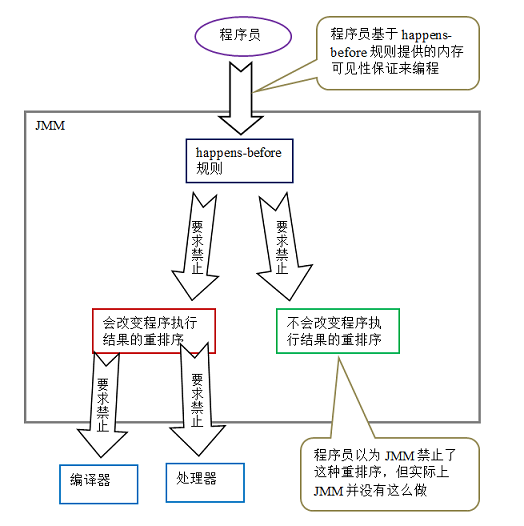 程序员
程序员基于 happens-
before 规则提供的内存
可见性保证来编程
JMM
happens-before
规则
要求禁止
要求禁止
会改变程序执行
结果的重排序
不会改变程序执
行结果的重排序
要求禁止
要求禁止
编译器
处理器
程序员以为 JMM 禁止了
这种重排序，但实际上
JMM 并没有这么做